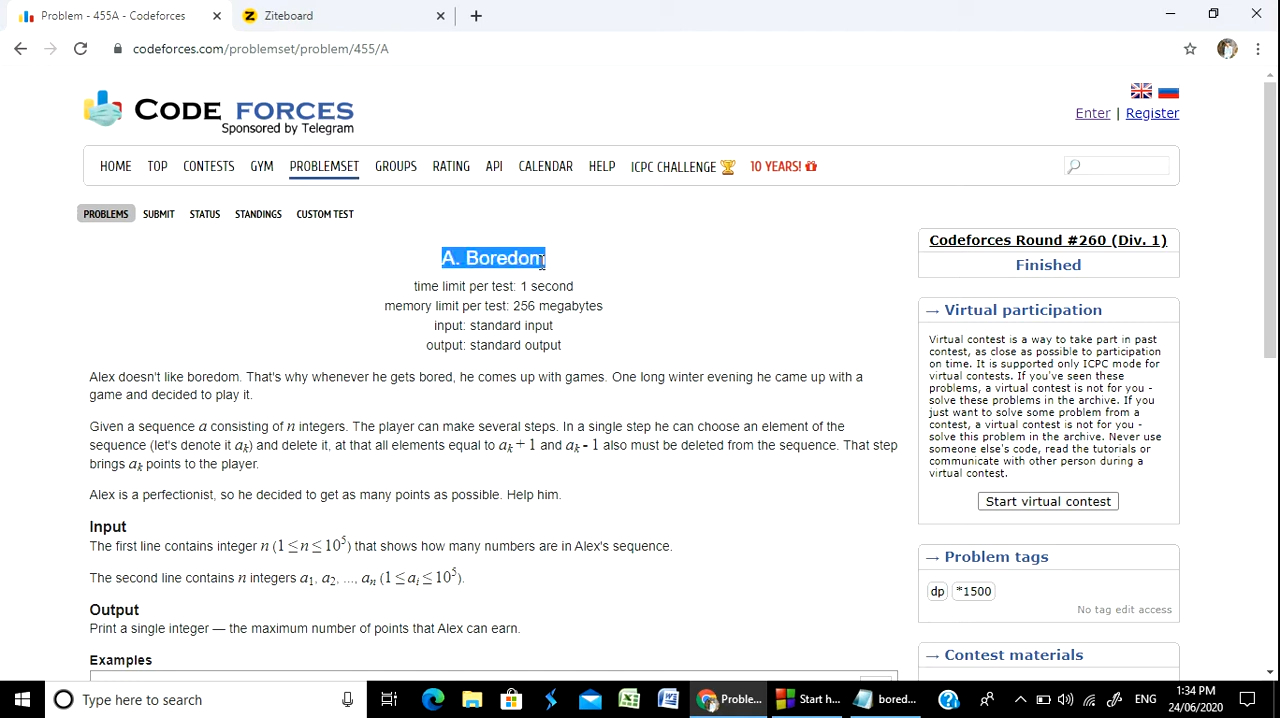 Problem - 455A - Codeforces
Ziteboard
codeforces.com/problemset/problem/455/A
CODE FORCES
Sponsored by Telegram
Enter | Register
HOME TOP CONTESTS GYM PROBLEMSET GROUPS RATING API CALENDAR HELP ICPC CHALLENGE 10 YEARS!
PROBLEMS SUBMIT STATUS STANDINGS CUSTOM TEST
A. Boredom
time limit per test: 1 second
memory limit per test: 256 megabytes
input: standard input
output: standard output
Alex doesn't like boredom. That's why whenever he gets bored, he comes up with games. One long winter evening he came up with a
game and decided to play it.
Given a sequence a consisting of n integers. The player can make several steps. In a single step he can choose an element of the
sequence (let's denote it aₖ) and delete it, at that all elements equal to aₖ + 1 and aₖ - 1 also must be deleted from the sequence. That step
brings aₖ points to the player.
Alex is a perfectionist, so he decided to get as many points as possible. Help him.
Input
The first line contains integer n (1 ≤ n ≤ 10⁵) that shows how many numbers are in Alex's sequence.
The second line contains n integers a₁, a₂, ..., aₙ (1 ≤ aᵢ ≤ 10⁵).
Output
Print a single integer — the maximum number of points that Alex can earn.
Examples
Codeforces Round #260 (Div. 1)
Finished
→ Virtual participation
Virtual contest is a way to take part in past
contest, as close as possible to participation
on time. It is supported only ICPC mode for
virtual contests. If you've seen these
problems, a virtual contest is not for you -
solve these problems in the archive. If you
just want to solve some problem from a
contest, a virtual contest is not for you -
solve this problem in the archive. Never use
someone else's code, read the tutorials or
communicate with other person during a
virtual contest.
Start virtual contest
→ Problem tags
dp *1500
No tag edit access
→ Contest materials
Type here to search
Proble...
Start h...
bored...
ENG
1:34 PM
24/06/2020